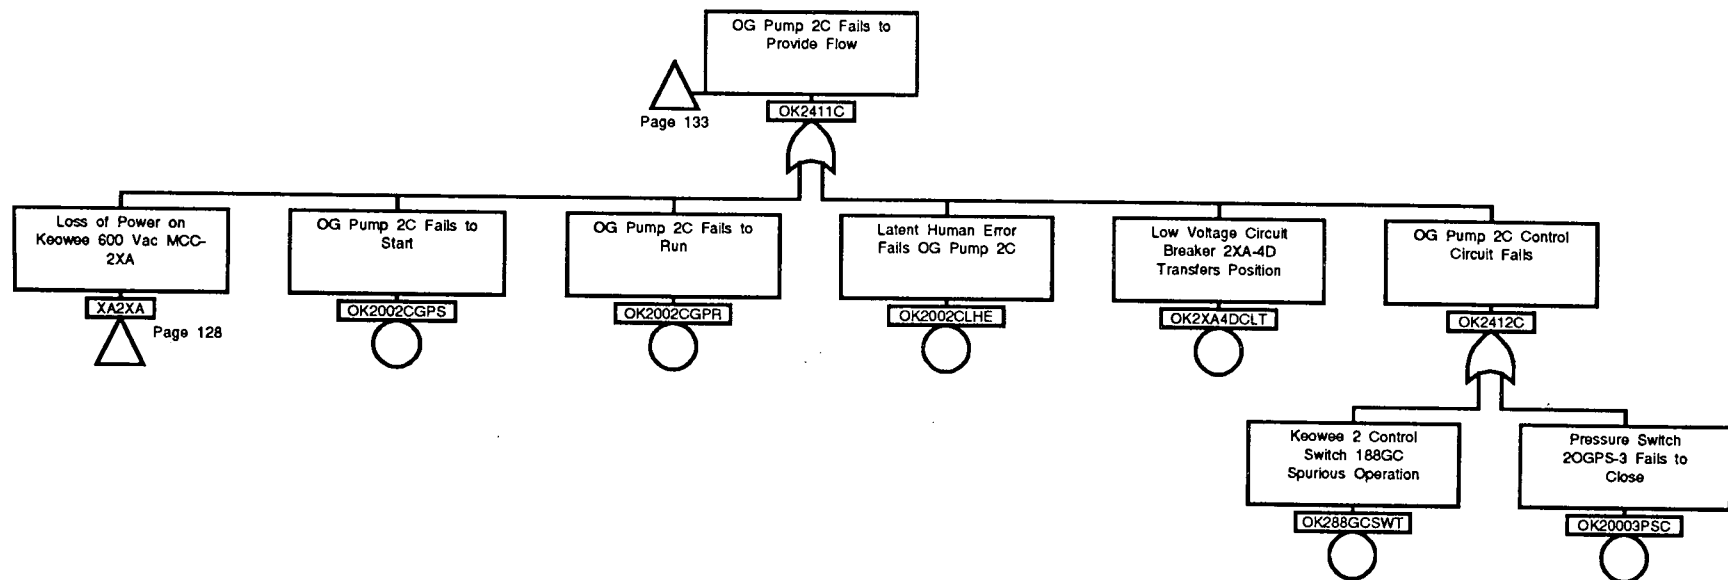 OG Pump 2C Fails to
Provide Flow
Page 133
OK2411C
Loss of Power on
Keowee 600 Vac MCC-
2XA
XA2XA
Page 128
OG Pump 2C Fails to
Start
OK2002CGPS
OG Pump 2C Fails to
Run
OK2002CGPR
Latent Human Error
Fails OG Pump 2C
OK2002CLHE
Low Voltage Circuit
Breaker 2XA-4D
Transfers Position
OK2XA4DCLT
OG Pump 2C Control
Circuit Fails
OK2412C
Keowee 2 Control
Switch 188GC
Spurious Operation
OK288GCSWT
Pressure Switch
2OGPS-3 Fails to
Close
OK20003PSC